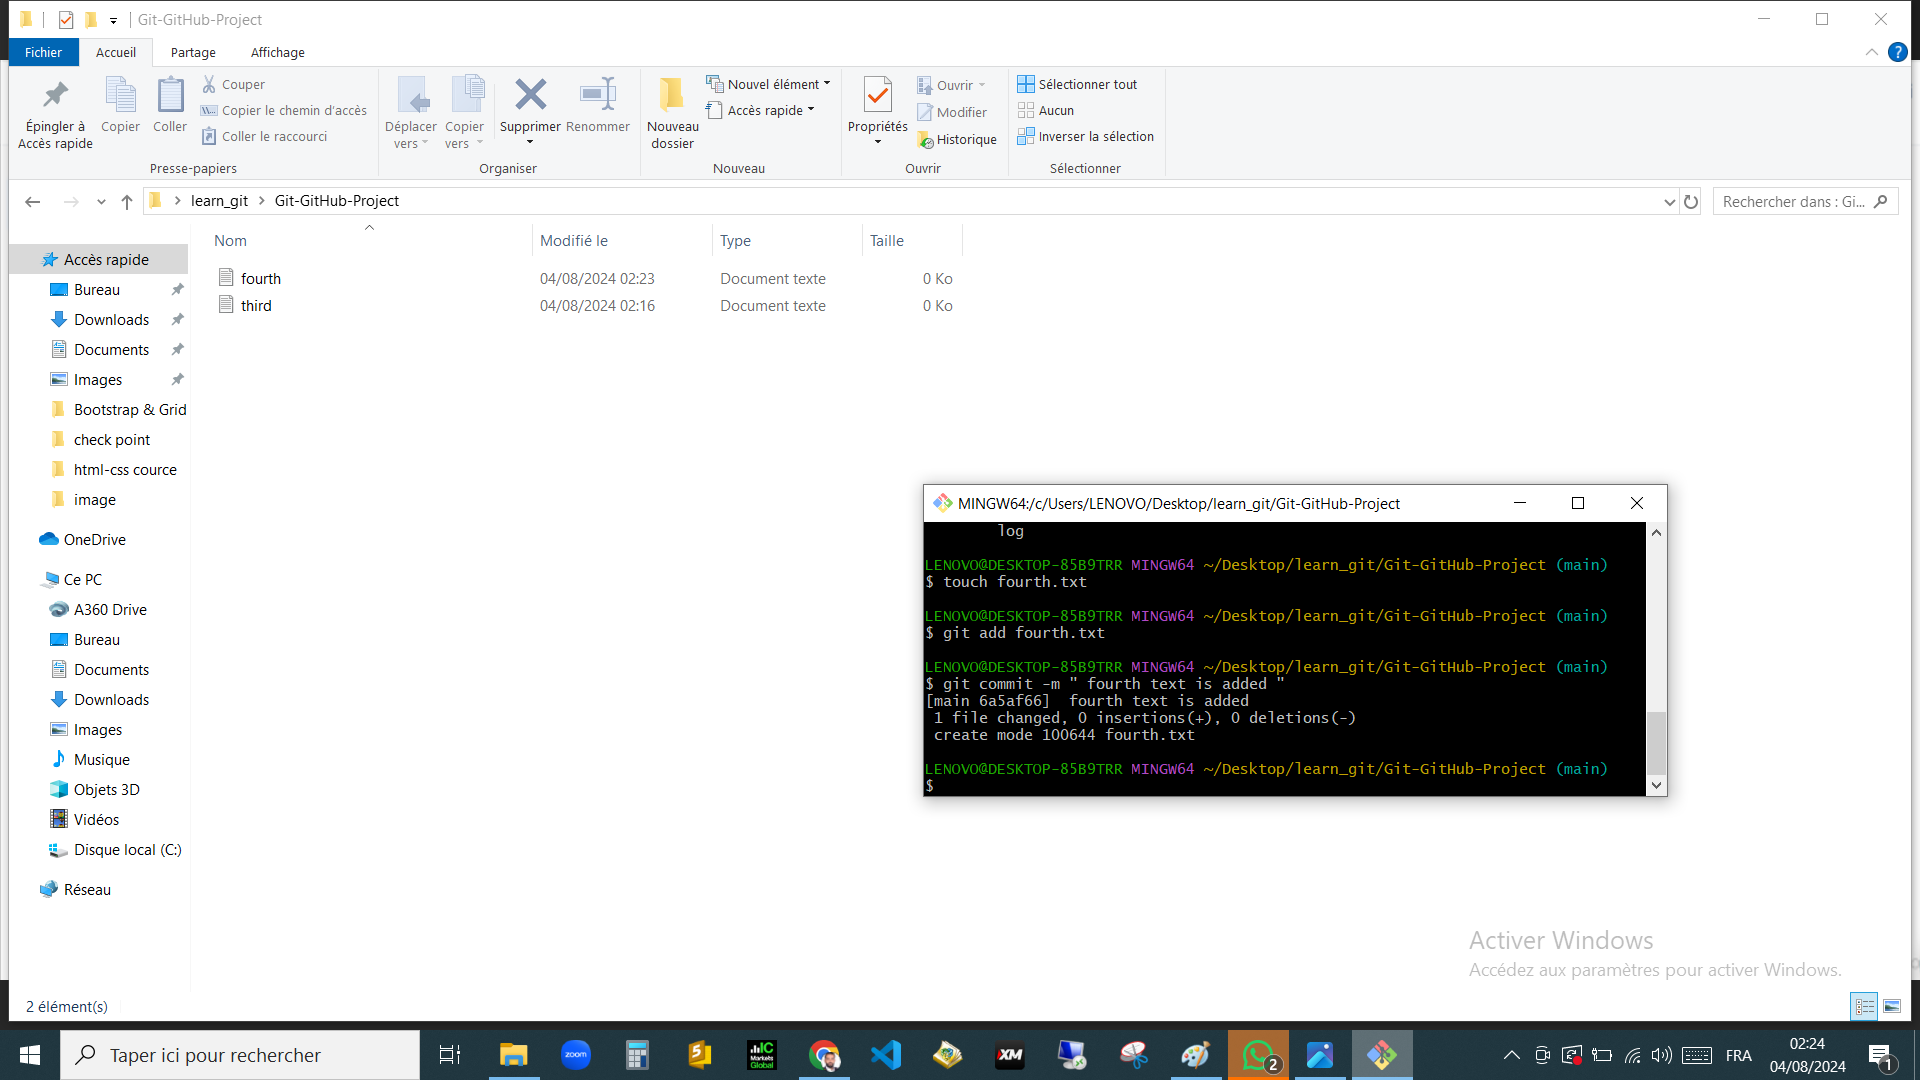 Git-GitHub-Project
Fichier Accueil Partage Affichage
Épingler à Accès rapide
Copier
Coller
Couper
Copier le chemin d'accès
Coller le raccourci
Presse-papiers
Déplacer vers
Copier vers
Supprimer
Renommer
Organiser
Nouveau dossier
Nouvel élément
Accès rapide
Nouveau
Propriétés
Ouvrir
Modifier
Historique
Ouvrir
Sélectionner tout
Aucun
Inverser la sélection
Sélectionner
learn_git > Git-GitHub-Project
Rechercher dans : Gi...
Nom Modifié le Type Taille
fourth 04/08/2024 02:23 Document texte 0 Ko
third 04/08/2024 02:16 Document texte 0 Ko
Accès rapide
Bureau
Downloads
Documents
Images
Bootstrap & Grid
check point
html-css cource
image
OneDrive
Ce PC
A360 Drive
Bureau
Documents
Downloads
Images
Musique
Objets 3D
Vidéos
Disque local (C:)
Réseau
2 élément(s)
MINGW64:/c/Users/LENOVO/Desktop/learn_git/Git-GitHub-Project
log
LENOVO@DESKTOP-85B9TRR MINGW64 ~/Desktop/learn_git/Git-GitHub-Project (main)
$ touch fourth.txt
LENOVO@DESKTOP-85B9TRR MINGW64 ~/Desktop/learn_git/Git-GitHub-Project (main)
$ git add fourth.txt
LENOVO@DESKTOP-85B9TRR MINGW64 ~/Desktop/learn_git/Git-GitHub-Project (main)
$ git commit -m " fourth text is added "
[main 6a5af66]  fourth text is added
1 file changed, 0 insertions(+), 0 deletions(-)
create mode 100644 fourth.txt
LENOVO@DESKTOP-85B9TRR MINGW64 ~/Desktop/learn_git/Git-GitHub-Project (main)
$
Activer Windows
Accédez aux paramètres pour activer Windows.
Taper ici pour rechercher
zoom
5
IC Markets Global
XM
2
FRA
02:24
04/08/2024
1